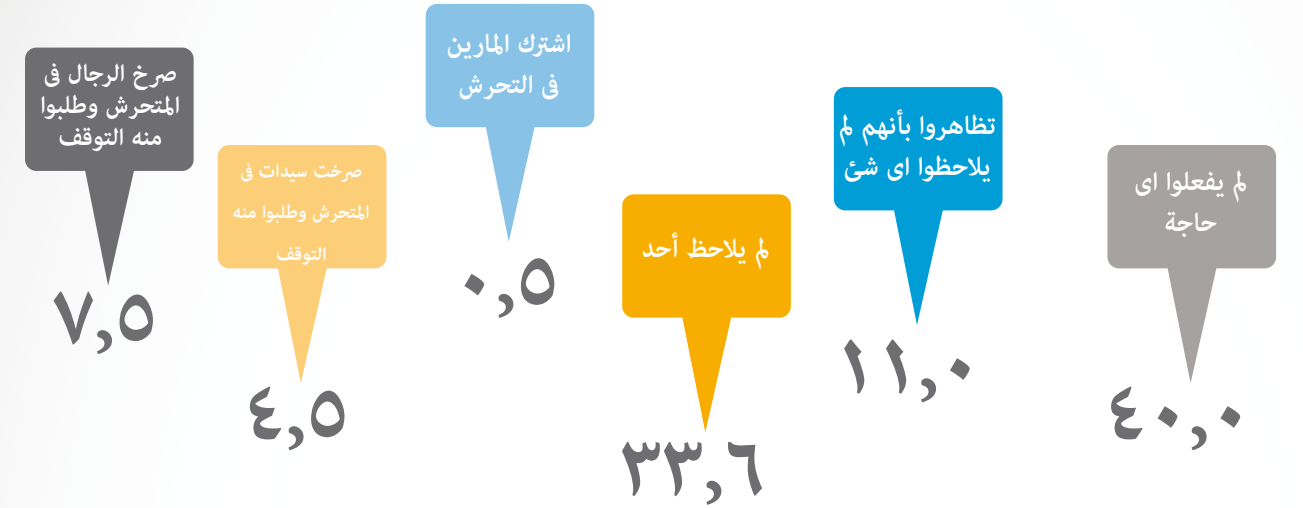 لم يفعلوا اى
حاجة
٤٠,٠
تظاهروا بأنهم لم
يلاحظوا اى شئ
١١,٠
لم يلاحظ أحد
٣٣,٦
اشترك المارين
فى التحرش
٠,٥
صرخت سيدات فى
المتحرش وطلبوا منه
التوقف
٤,٥
صرخ الرجال فى
المتحرش وطلبوا
منه التوقف
٧,٥